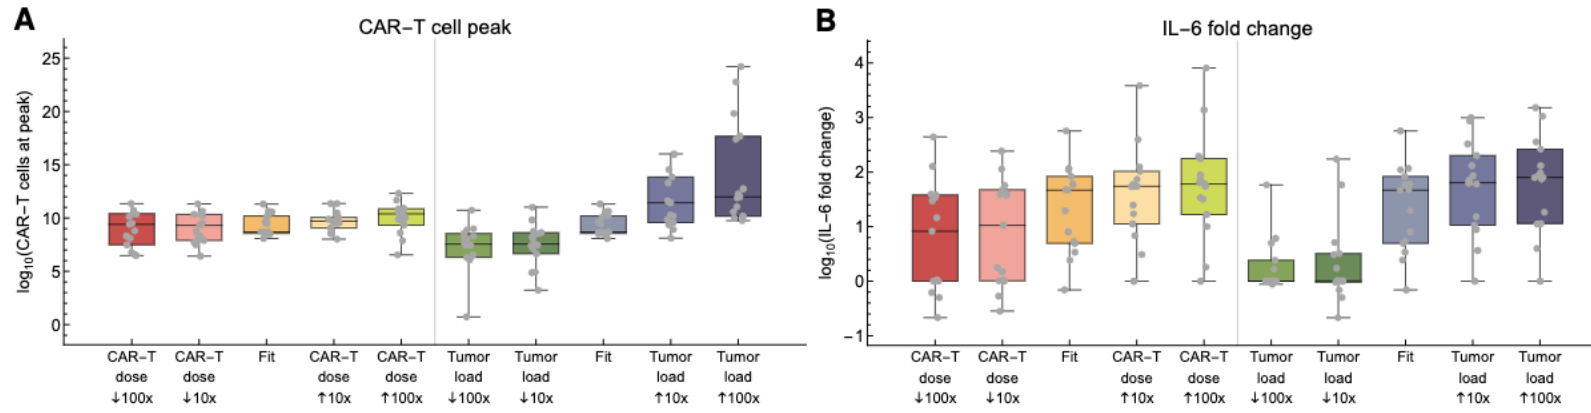 A
CAR−T cell peak
log10(CAR−T cells at peak)
25
20
15
10
5
0
CAR−T dose ↓100x
CAR−T dose ↓10x
Fit
CAR−T dose ↑10x
CAR−T dose ↑100x
Tumor load ↓100x
Tumor load ↓10x
Fit
Tumor load ↑10x
Tumor load ↑100x
B
IL−6 fold change
log10(IL−6 fold change)
4
3
2
1
0
−1
CAR−T dose ↓100x
CAR−T dose ↓10x
Fit
CAR−T dose ↑10x
CAR−T dose ↑100x
Tumor load ↓100x
Tumor load ↓10x
Fit
Tumor load ↑10x
Tumor load ↑100x